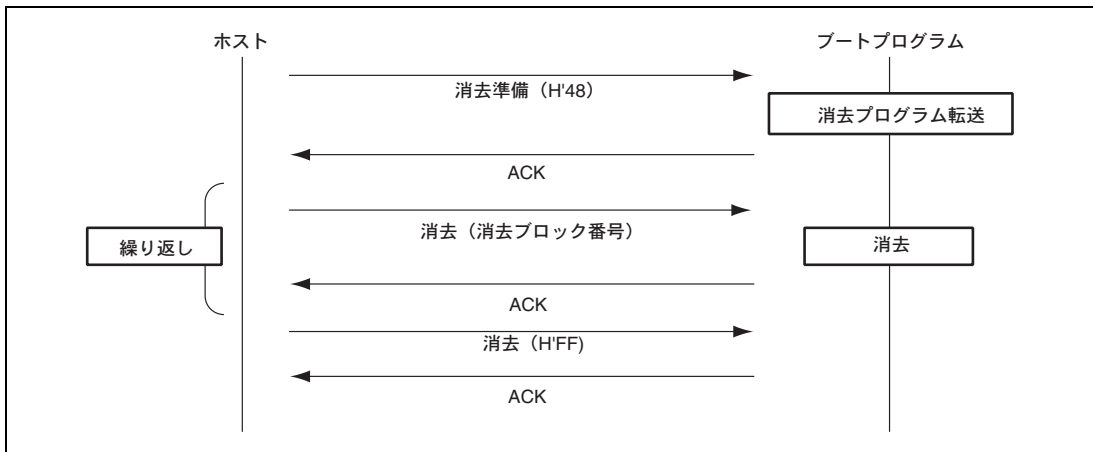 ホスト
ブートプログラム
消去準備（H'48）
消去プログラム転送
ACK
消去（消去ブロック番号）
繰り返し
消去
ACK
消去（H'FF)
ACK